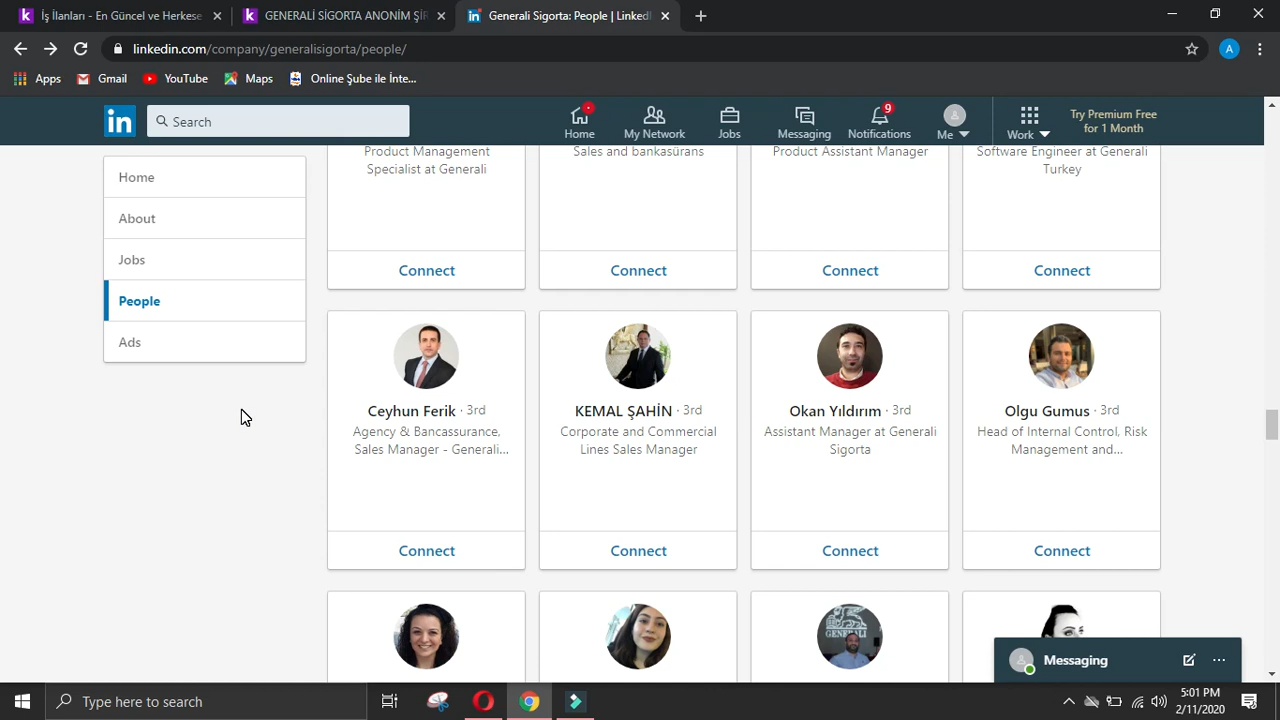 İş İlanları - En Güncel ve Herkese
GENERALİ SİGORTA ANONİM ŞİR
Generali Sigorta: People | LinkedI
linkedin.com/company/generalisigorta/people/
A
Apps
Gmail
YouTube
Maps
Online Şube ile İnte...
in
Search
Home
My Network
Jobs
Messaging
9
Notifications
Me
Work
Try Premium Free
for 1 Month
Home
About
Jobs
People
Ads
Product Management
Specialist at Generali
Connect
Sales and bankasürans
Connect
Product Assistant Manager
Connect
Software Engineer at Generali
Turkey
Connect
Ceyhun Ferik · 3rd
Agency & Bancassurance,
Sales Manager - Generali...
Connect
KEMAL ŞAHİN · 3rd
Corporate and Commercial
Lines Sales Manager
Connect
Okan Yıldırım · 3rd
Assistant Manager at Generali
Sigorta
Connect
Olgu Gumus · 3rd
Head of Internal Control, Risk
Management and...
Connect
GENERALI
Messaging
Type here to search
5:01 PM
2/11/2020